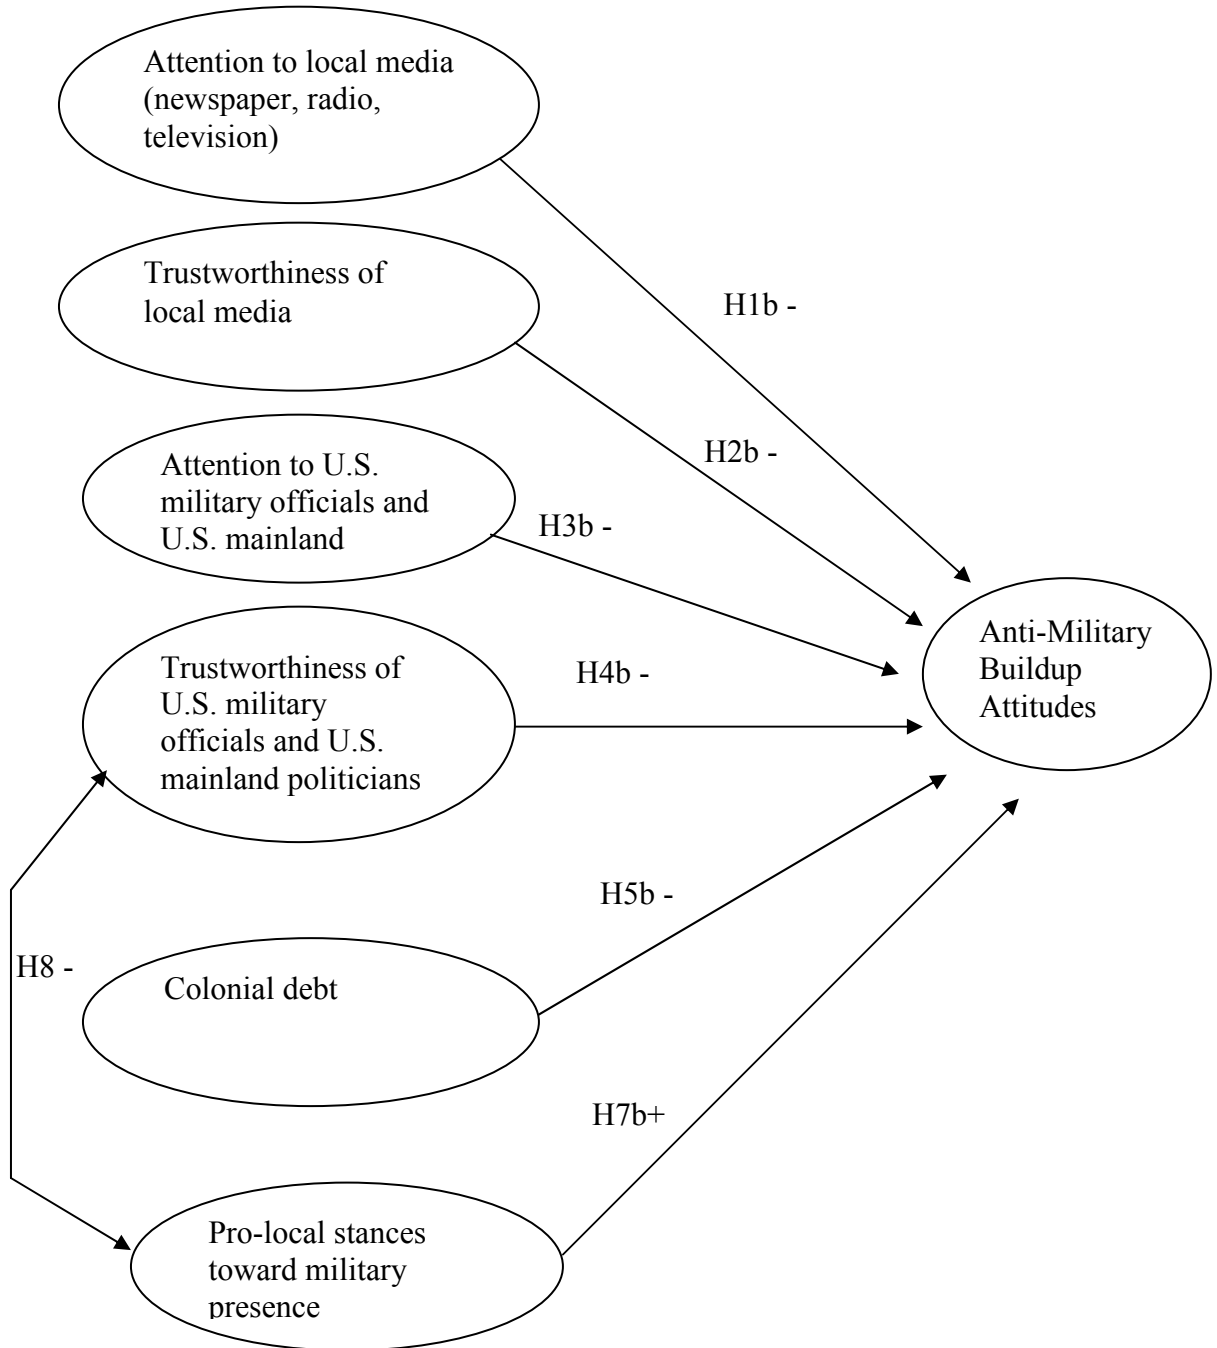 Attention to local media
(newspaper, radio,
television)
Trustworthiness of
local media
H1b -
H2b -
Attention to U.S.
military officials and
U.S. mainland
H3b -
Anti-Military
Buildup
Attitudes
Trustworthiness of
U.S. military
officials and U.S.
mainland politicians
H4b -
H5b -
H8 -
Colonial debt
H7b+
Pro-local stances
toward military
presence